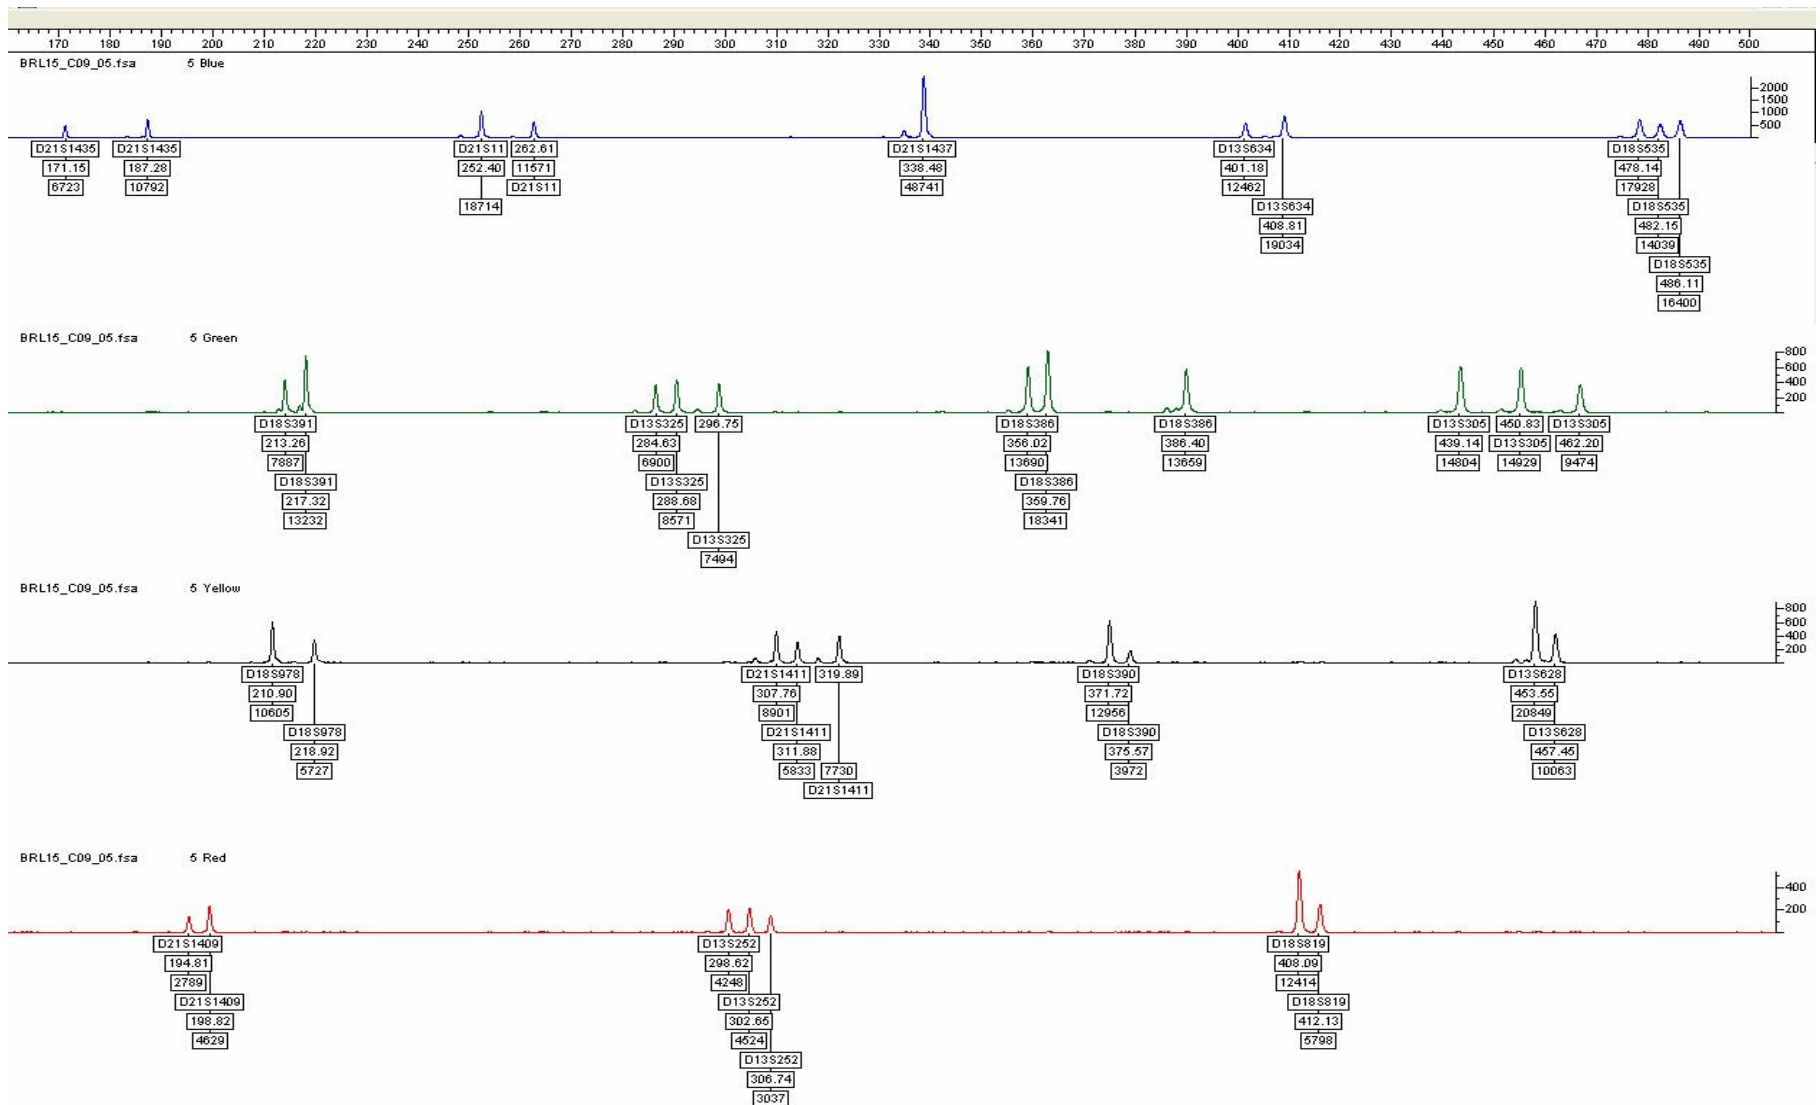 170 180 190 200 210 220 230 240 250 260 270 280 290 300 310 320 330 340 350 360 370 380 390 400 410 420 430 440 450 460 470 480 490 500
BRL15_C09_05.fsa 5 Blue
2000
1500
1000
500
D21S1435 D21S1435 D21S11 262.61 D21S1437 D13S634 D18S535
171.15 187.28 252.40 11571 338.48 401.18 478.14
6723 10792 D21S11 48741 12462 17928
18714 D13S634 D18S535
408.81 482.15
19034 14039
D18S535
486.11
16400
BRL15_C09_05.fsa 5 Green
800
600
400
200
D18S391 D13S325 296.75 D18S386 D18S386 D13S305 450.83 D13S305
213.26 284.63 356.02 386.40 439.14 D13S305 462.20
7887 6900 13690 13659 14804 14929 9474
D18S391 D13S325 D18S386
217.32 288.68 359.76
13232 8571 18341
D13S325
7494
BRL15_C09_05.fsa 5 Yellow
800
600
400
200
D18S978 D21S1411 319.89 D18S390 D13S628
210.90 307.76 371.72 453.55
10605 8901 12956 20849
D18S978 D21S1411 D18S390 D13S628
218.92 311.88 375.57 457.45
5727 5833 7730 3972 10063
D21S1411
BRL15_C09_05.fsa 5 Red
400
200
D21S1409 D13S252 D18S819
194.81 298.62 408.09
2789 4248 12414
D21S1409 D13S252 D18S819
198.82 302.65 412.13
4629 4524 5798
D13S252
306.74
3037